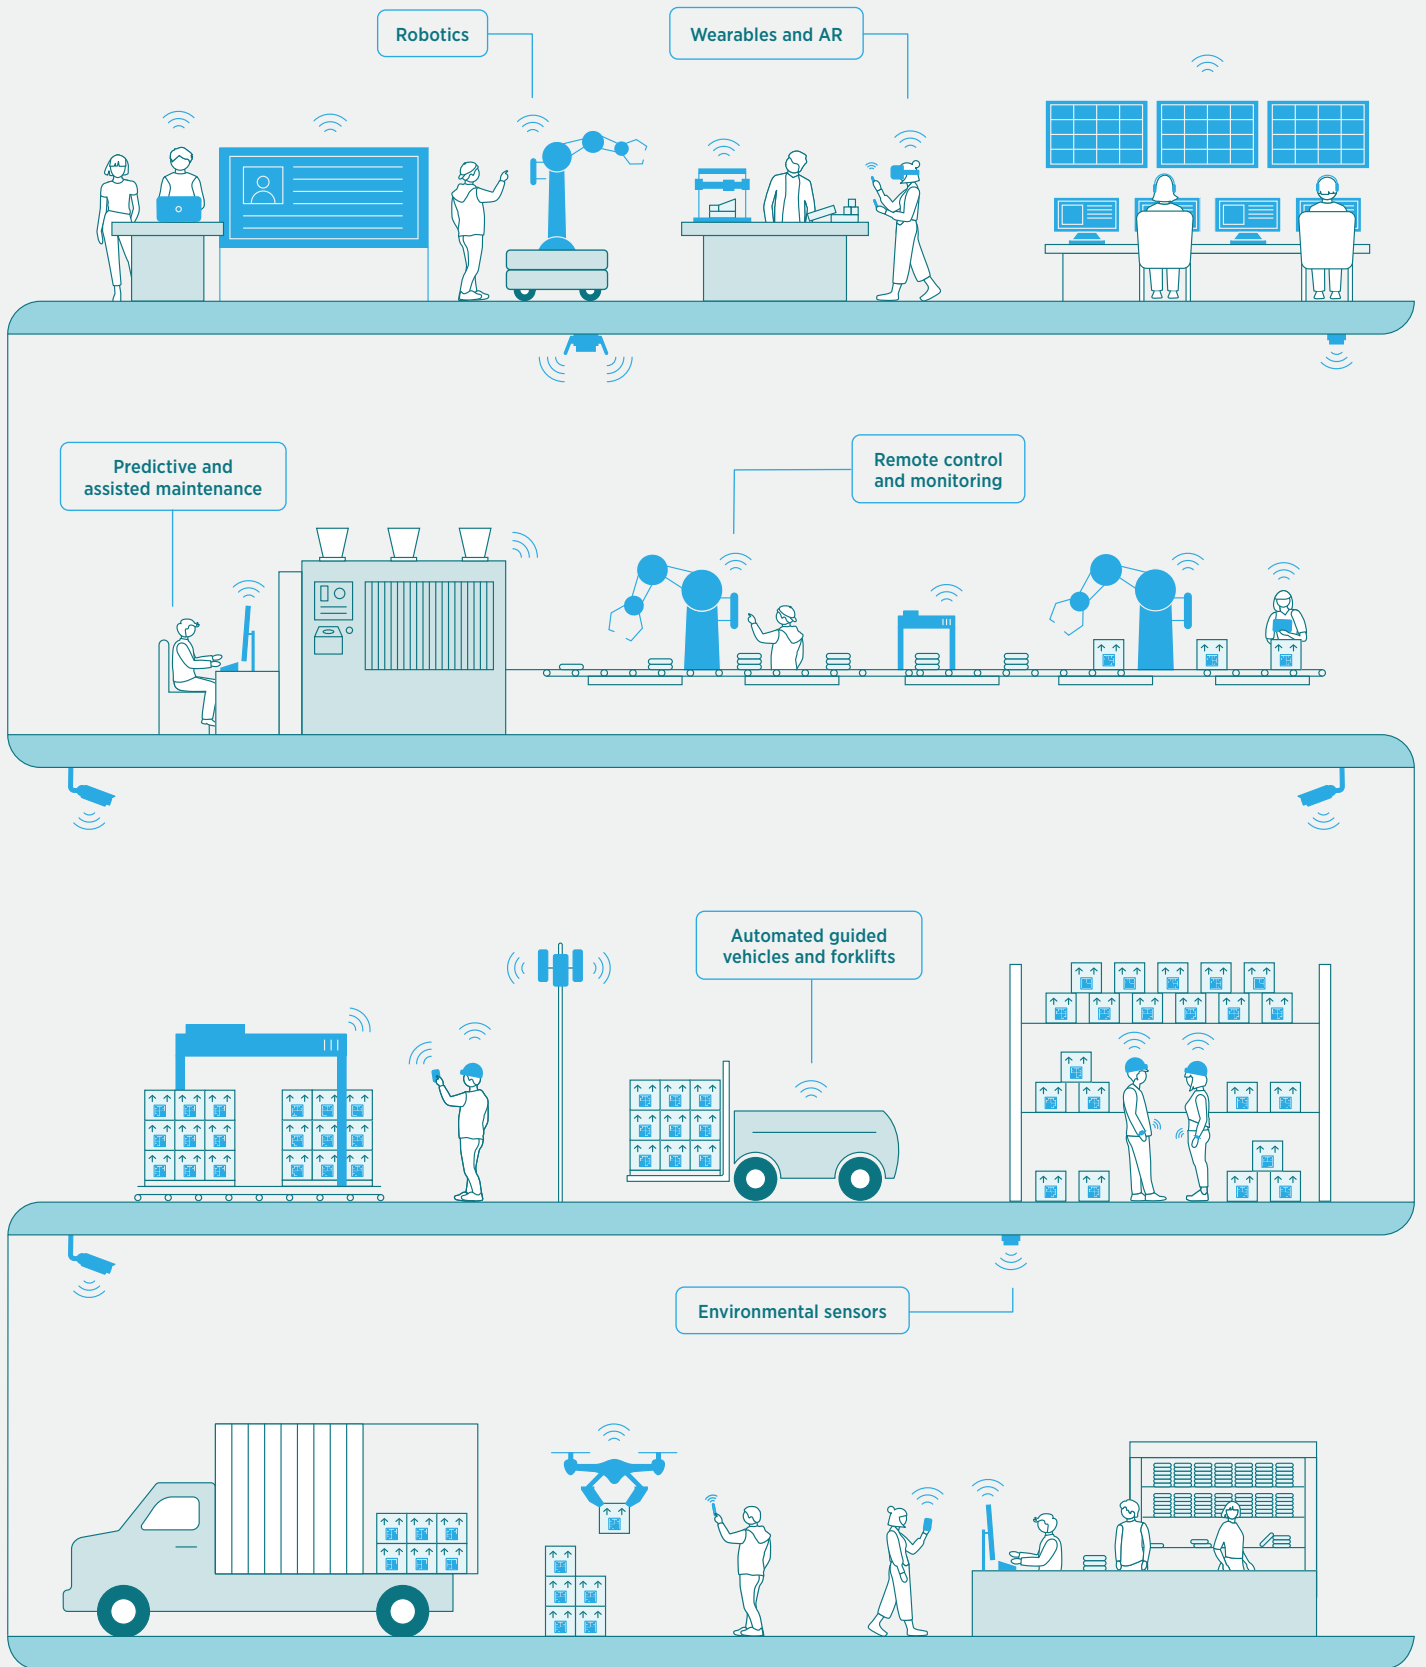 Robotics
Wearables and AR
Predictive and
assisted maintenance
Remote control
and monitoring
Automated guided
vehicles and forklifts
Environmental sensors